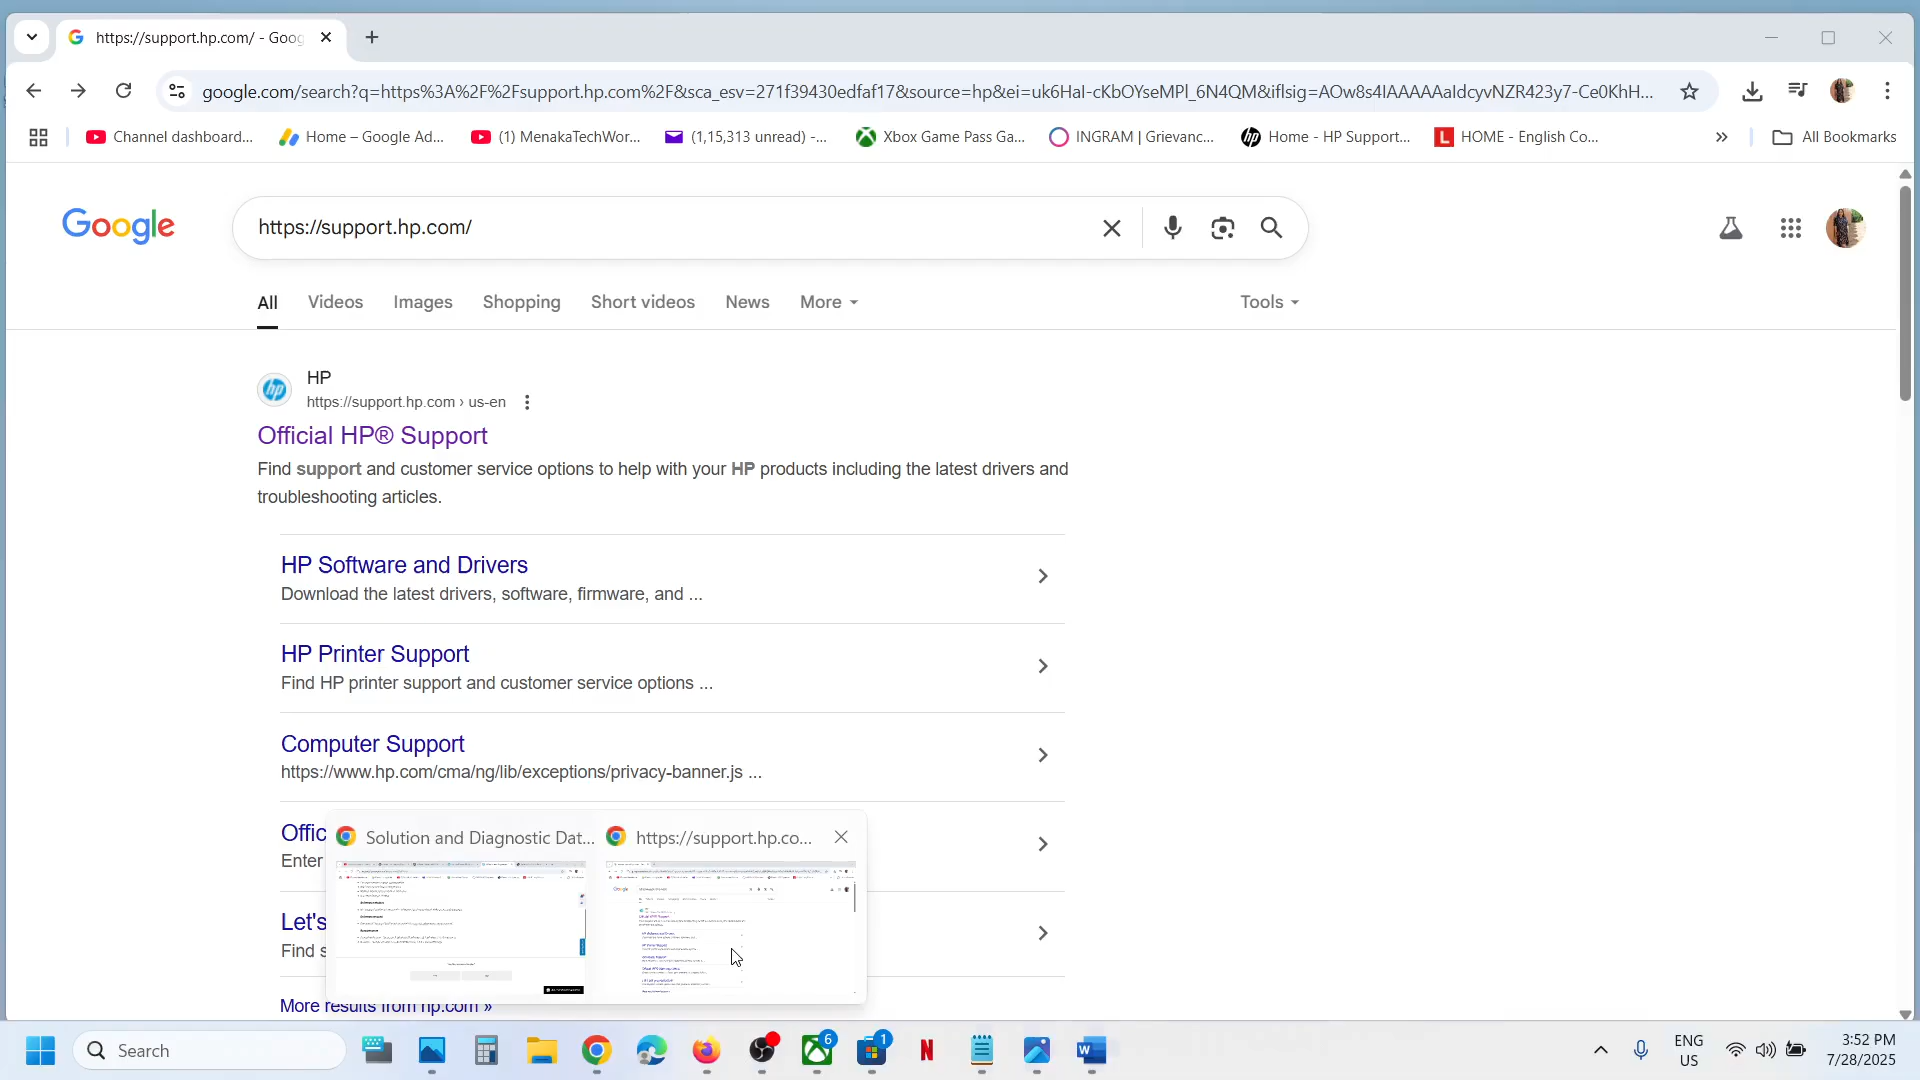 https://support.hp.com/ - Goog
google.com/search?q=https%3A%2F%2Fsupport.hp.com%2F&sca_esv=271f39430edfaf17&source=hp&ei=uk6HaI-cKbOYseMPl_6N4QM&iflsig=AOw8s4IAAAAAaIdcyvNZR423y7-Ce0KhH...
Channel dashboard...
Home – Google Ad...
(1) MenakaTechWor...
(1,15,313 unread) -...
Xbox Game Pass Ga...
INGRAM | Grievanc...
Home - HP Support...
HOME - English Co...
All Bookmarks
Google
https://support.hp.com/
All Videos Images Shopping Short videos News More Tools
HP
https://support.hp.com › us-en
Official HP® Support
Find support and customer service options to help with your HP products including the latest drivers and
troubleshooting articles.
HP Software and Drivers
Download the latest drivers, software, firmware, and ...
HP Printer Support
Find HP printer support and customer service options ...
Computer Support
https://www.hp.com/cma/ng/lib/exceptions/privacy-banner.js ...
Offic
Enter
Solution and Diagnostic Dat...
https://support.hp.co...
Let's
Find s
More results from hp.com »
Search
6
1
ENG
US
3:52 PM
7/28/2025